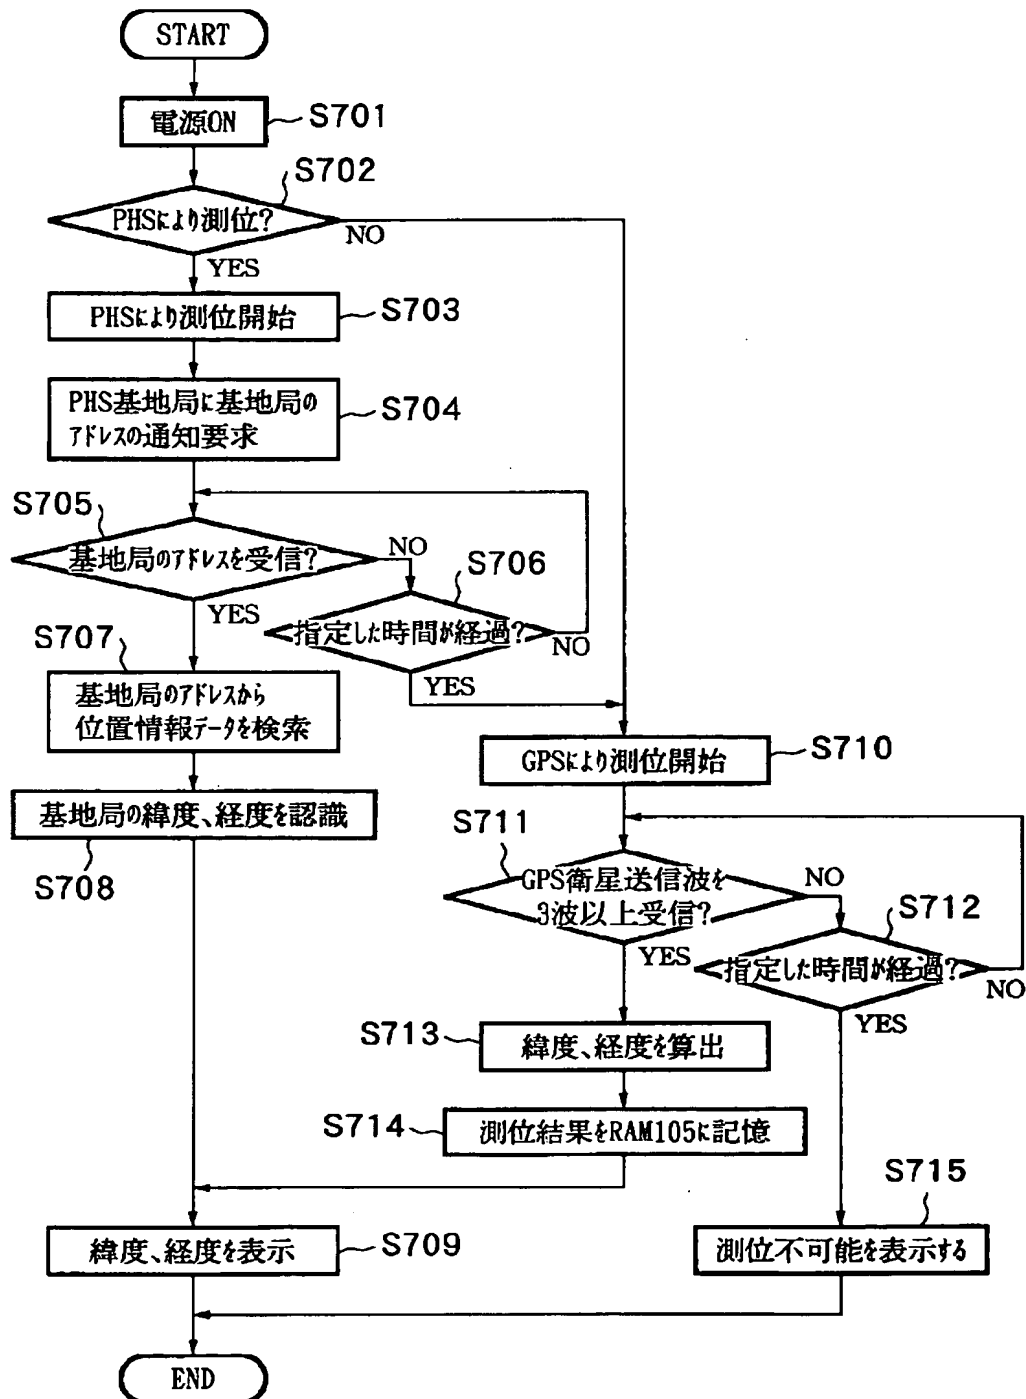 START
電源ON
S701
S702
PHSにより測位?
NO
YES
PHSにより測位開始
S703
PHS基地局に基地局の
アドレスの通知要求
S704
S705
基地局のアドレスを受信?
NO
YES
S706
指定した時間が経過?
NO
YES
S707
基地局のアドレスから
位置情報データを検索
基地局の緯度、経度を認識
S708
GPSにより測位開始
S710
S711
GPS衛星送信波を
3波以上受信?
NO
YES
S712
指定した時間が経過?
NO
YES
S713
緯度、経度を算出
S714
測位結果をRAM105に記憶
S715
緯度、経度を表示
S709
測位不可能を表示する
END